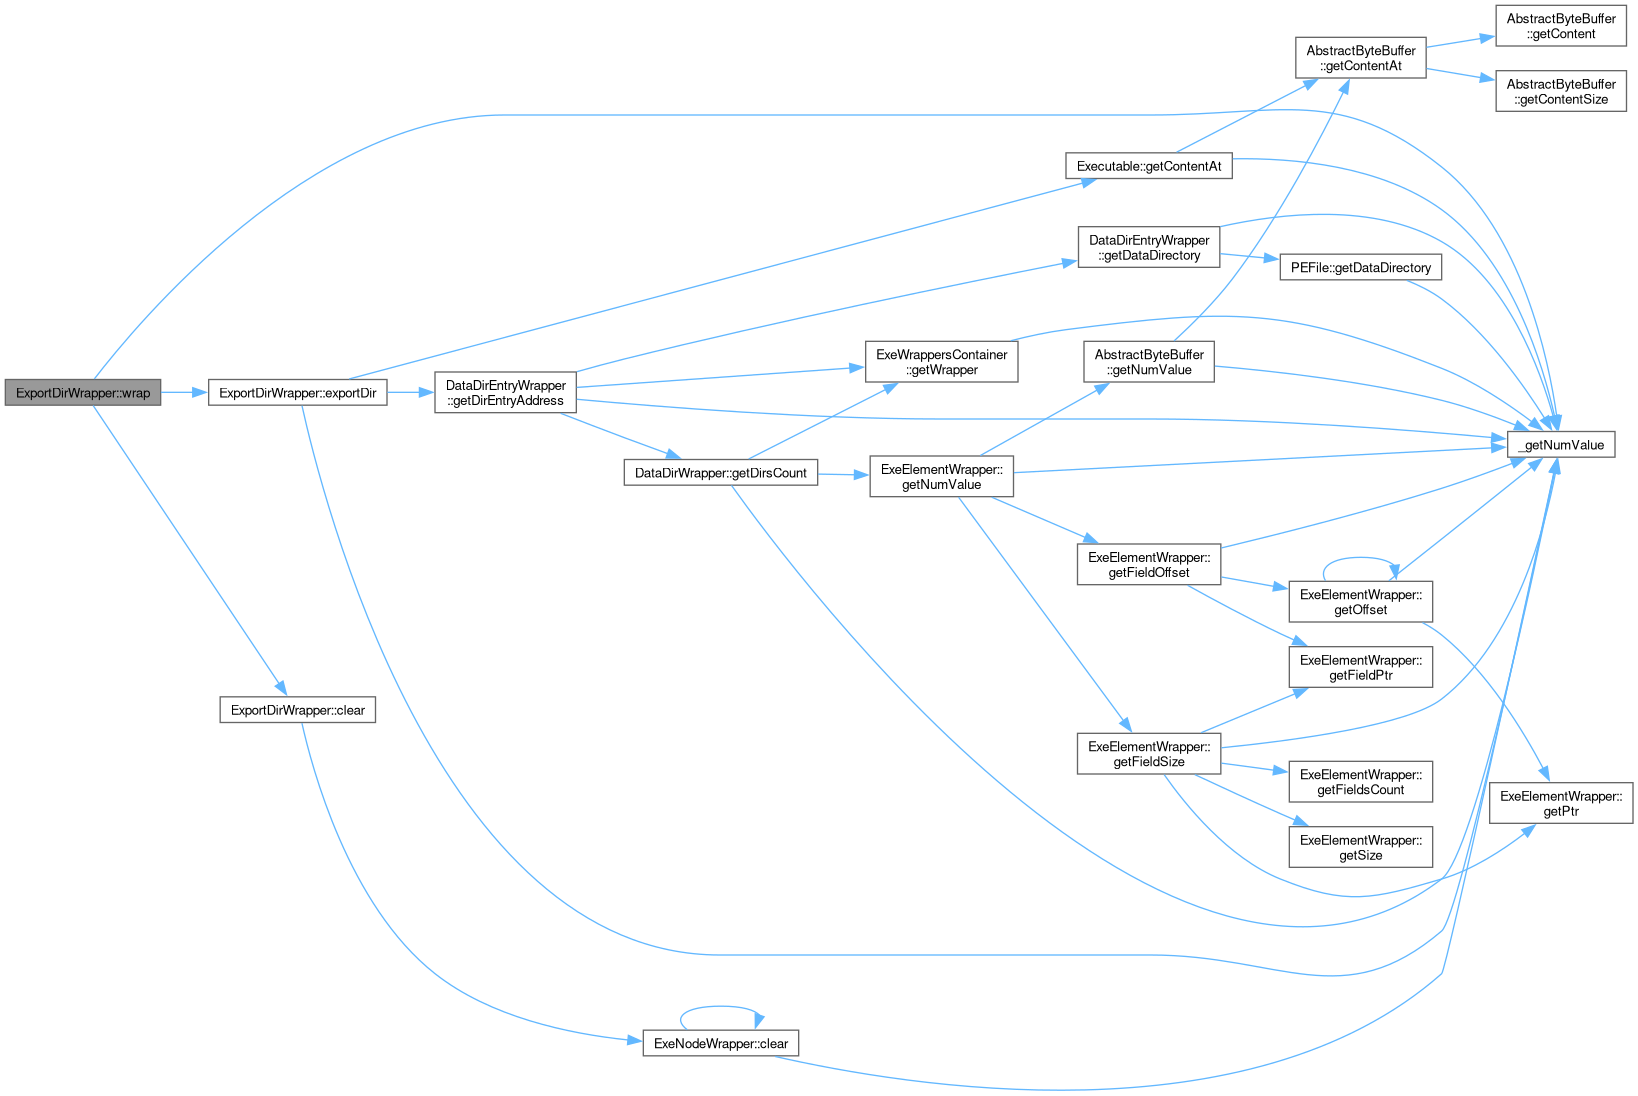 AbstractByteBuffer
::getContent
AbstractByteBuffer
::getContentAt
AbstractByteBuffer
::getContentSize
Executable::getContentAt
DataDirEntryWrapper
::getDataDirectory
PEFile::getDataDirectory
ExeWrappersContainer
::getWrapper
AbstractByteBuffer
::getNumValue
ExportDirWrapper::wrap
ExportDirWrapper::exportDir
DataDirEntryWrapper
::getDirEntryAddress
_getNumValue
DataDirWrapper::getDirsCount
ExeElementWrapper::
getNumValue
ExeElementWrapper::
getFieldOffset
ExeElementWrapper::
getOffset
ExeElementWrapper::
getFieldPtr
ExportDirWrapper::clear
ExeElementWrapper::
getFieldSize
ExeElementWrapper::
getFieldsCount
ExeElementWrapper::
getPtr
ExeElementWrapper::
getSize
ExeNodeWrapper::clear